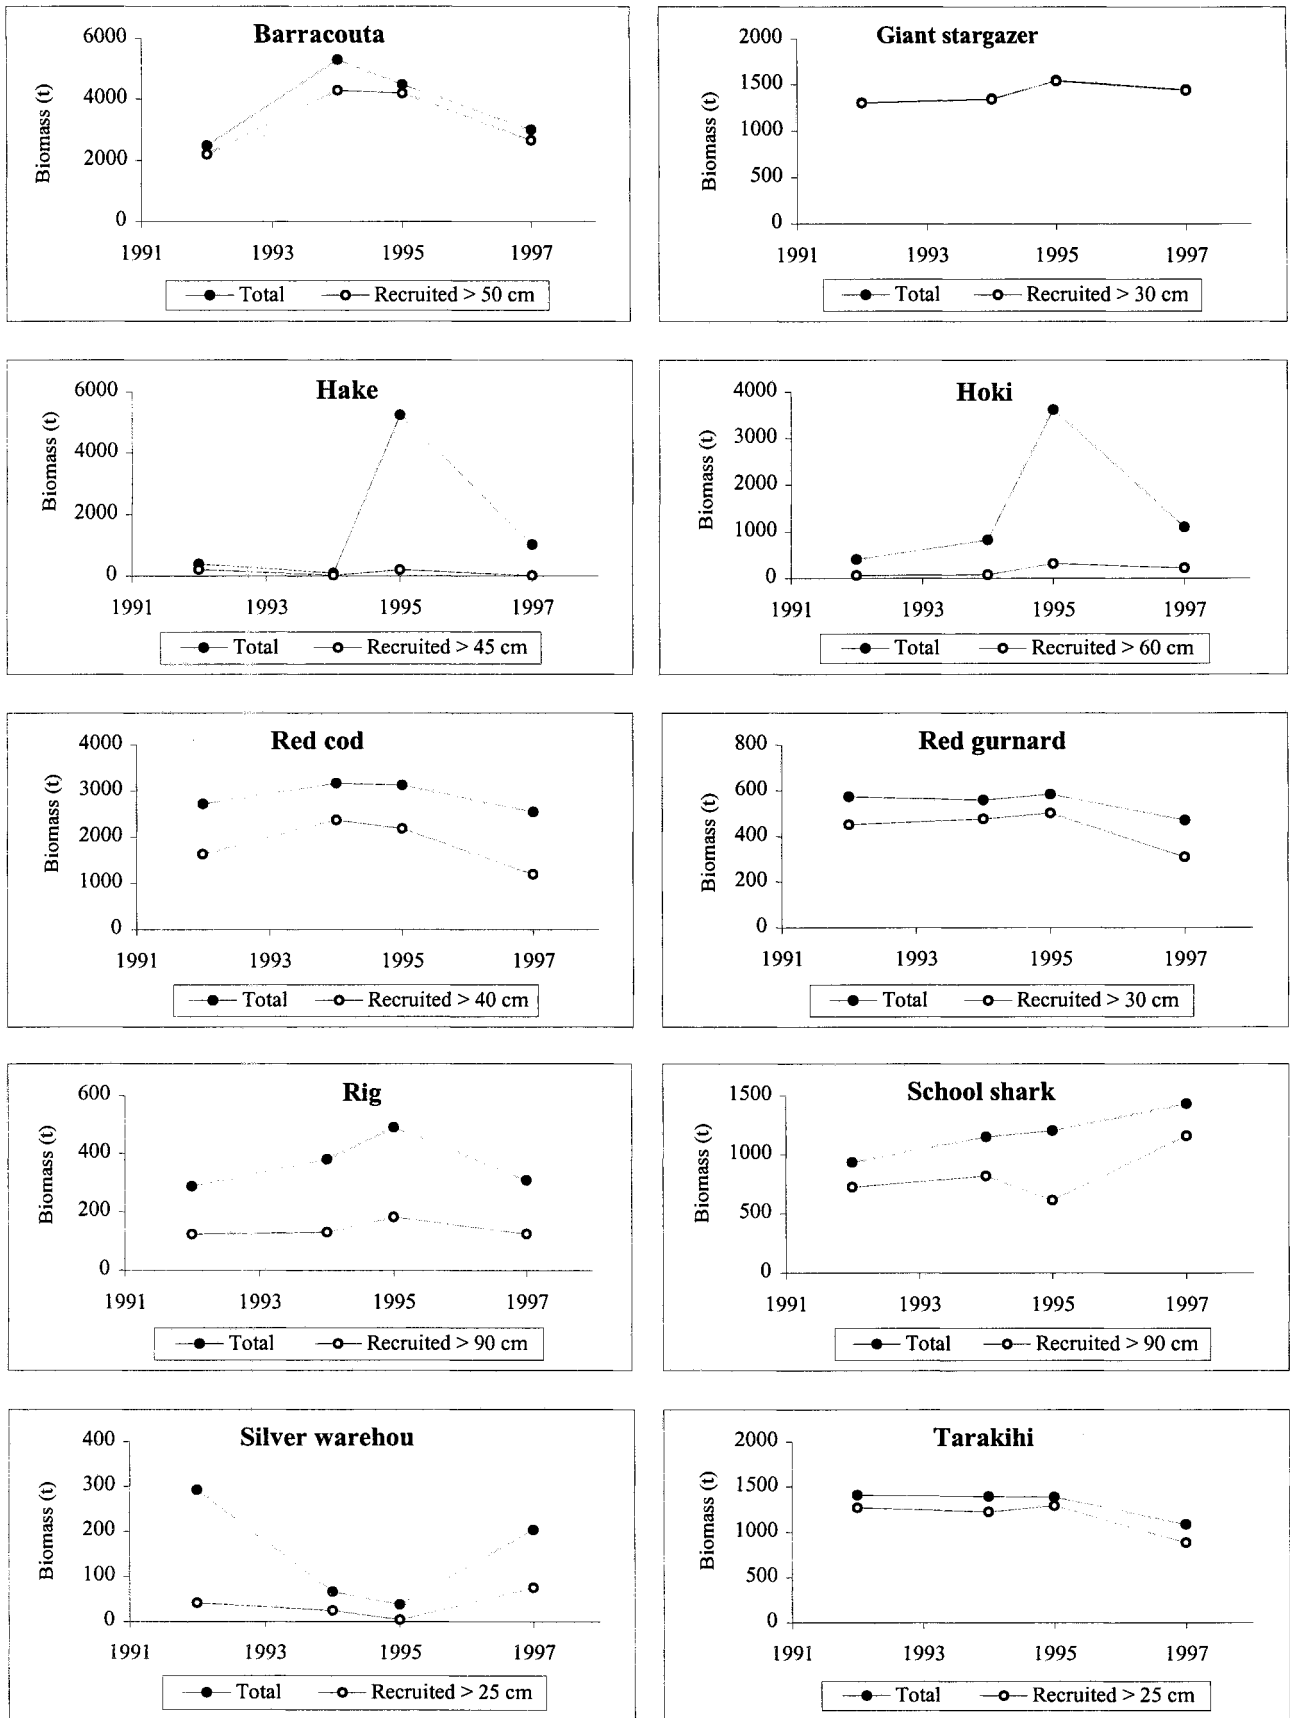 Barracouta
6000
4000
2000
0
Biomass (t)
1991 1993 1995 1997
Total Recruited > 50 cm
Giant stargazer
2000
1500
1000
500
0
Biomass (t)
1991 1993 1995 1997
Total Recruited > 30 cm
Hake
6000
4000
2000
0
Biomass (t)
1991 1993 1995 1997
Total Recruited > 45 cm
Hoki
4000
3000
2000
1000
0
Biomass (t)
1991 1993 1995 1997
Total Recruited > 60 cm
Red cod
4000
3000
2000
1000
0
Biomass (t)
1991 1993 1995 1997
Total Recruited > 40 cm
Red gurnard
800
600
400
200
0
Biomass (t)
1991 1993 1995 1997
Total Recruited > 30 cm
Rig
600
400
200
0
Biomass (t)
1991 1993 1995 1997
Total Recruited > 90 cm
School shark
1500
1000
500
0
Biomass (t)
1991 1993 1995 1997
Total Recruited > 90 cm
Silver warehou
400
300
200
100
0
Biomass (t)
1991 1993 1995 1997
Total Recruited > 25 cm
Tarakihi
2000
1500
1000
500
0
Biomass (t)
1991 1993 1995 1997
Total Recruited > 25 cm